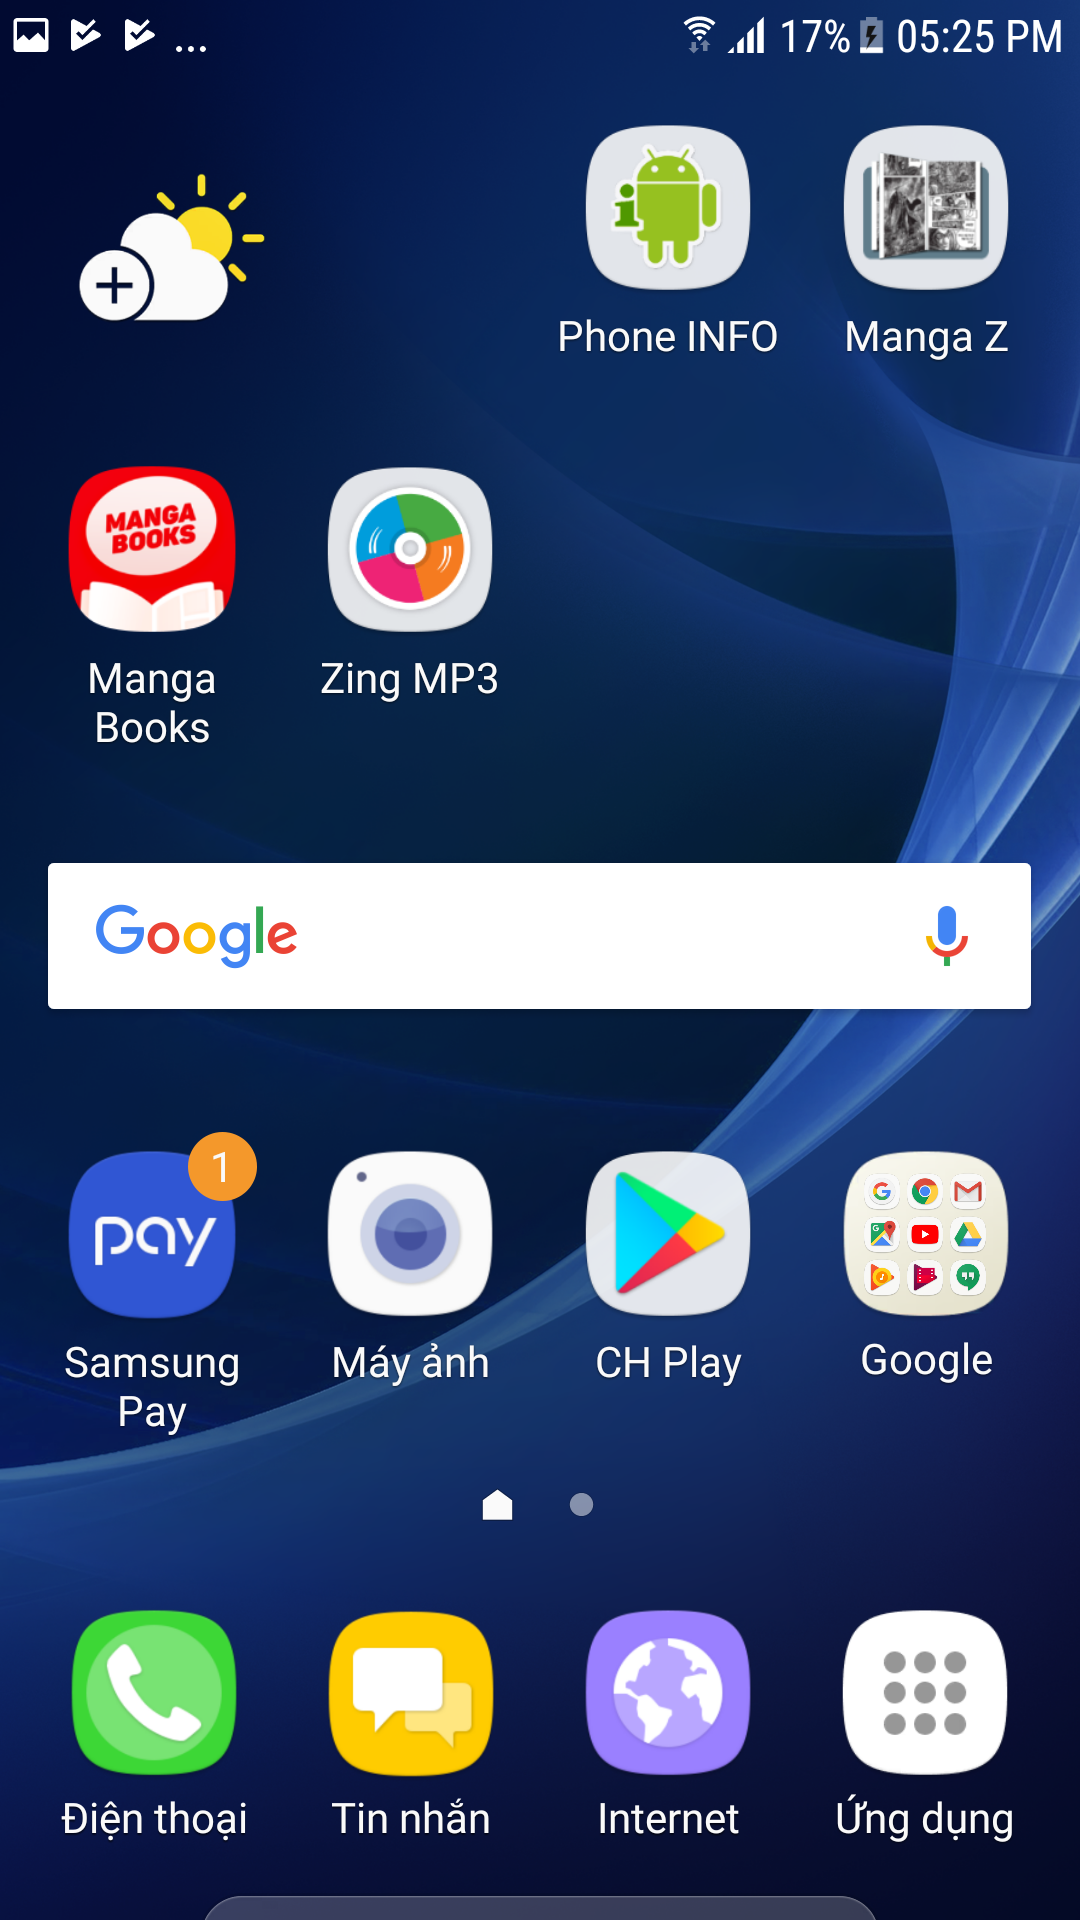 ... 17% 05:25 PM
Phone INFO
Manga Z
MANGA
BOOKS
Manga
Books
Zing MP3
Google
1
pay
Samsung
Pay
Máy ảnh
CH Play
Google
Điện thoại
Tin nhắn
Internet
Ứng dụng